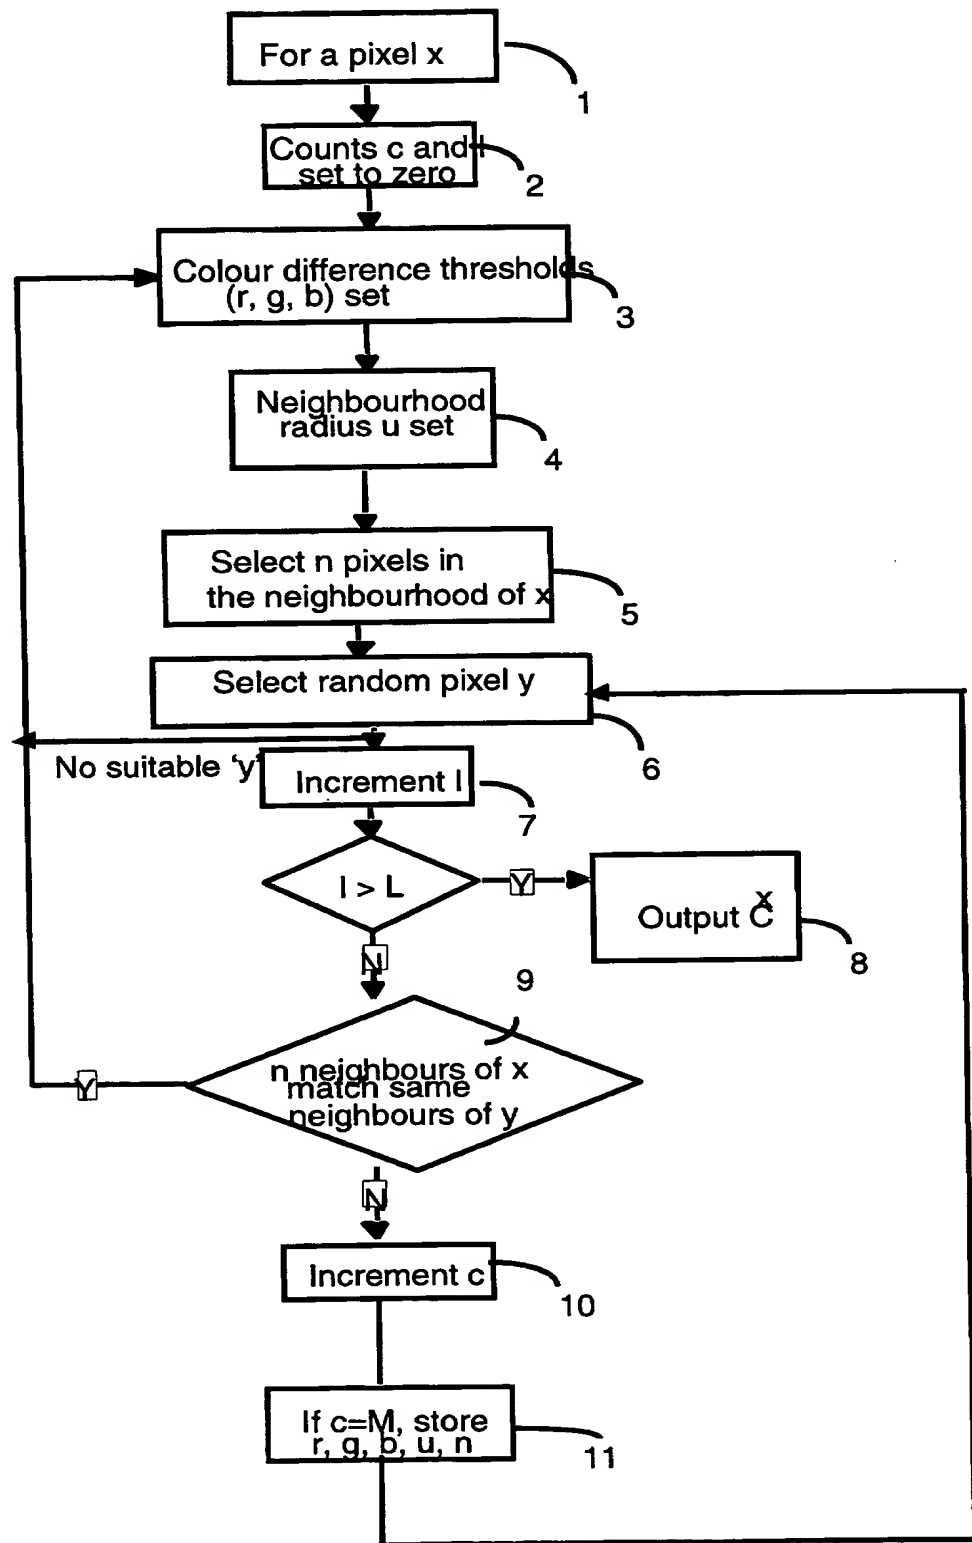 For a pixel x
1
Counts c and I
set to zero
2
Colour difference thresholds
(r, g, b) set
3
Neighbourhood
radius u set
4
Select n pixels in
the neighbourhood of x
5
Select random pixel y
6
No suitable ‘y’
Increment I
7
I > L
Y
x
Output C
8
N
9
n neighbours of x
match same
neighbours of y
Y
N
Increment c
10
If c=M, store
r, g, b, u, n
11